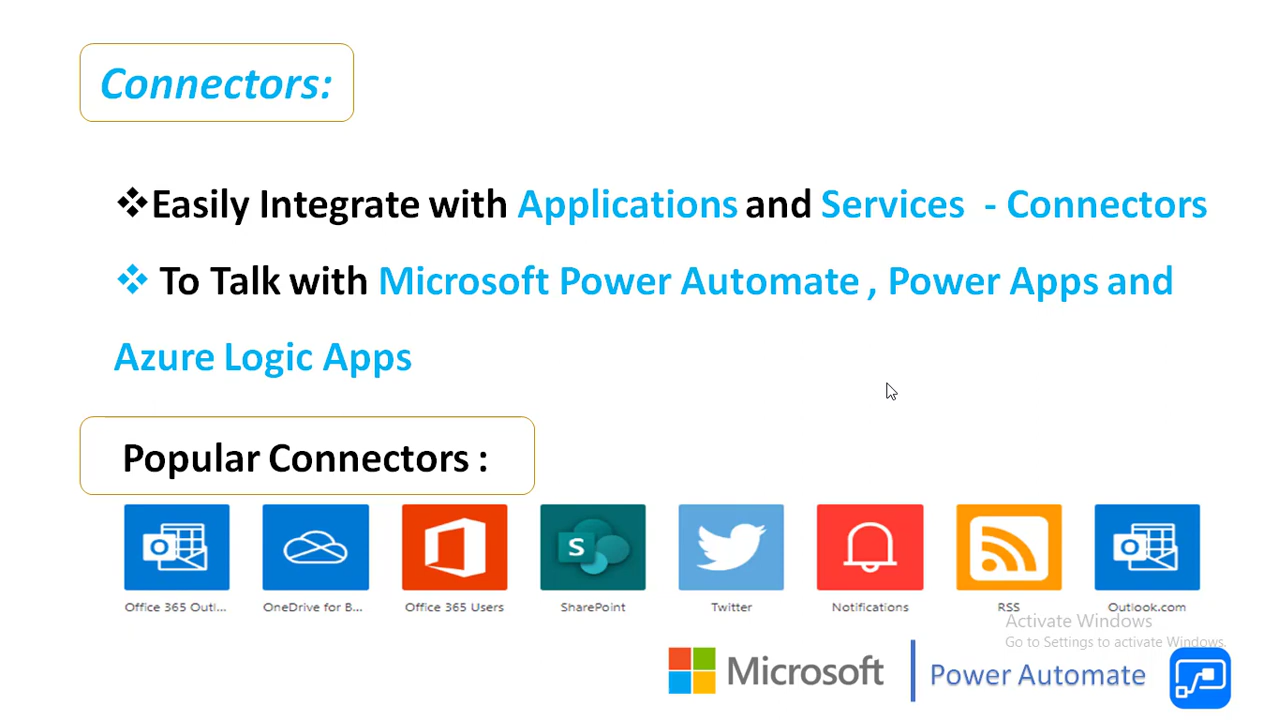 Connectors:
❖Easily Integrate with Applications and Services - Connectors
❖ To Talk with Microsoft Power Automate , Power Apps and
Azure Logic Apps
Popular Connectors :
Office 365 Outl... OneDrive for B... Office 365 Users SharePoint Twitter Notifications RSS Outlook.com
Activate Windows
Go to Settings to activate Windows.
Microsoft Power Automate